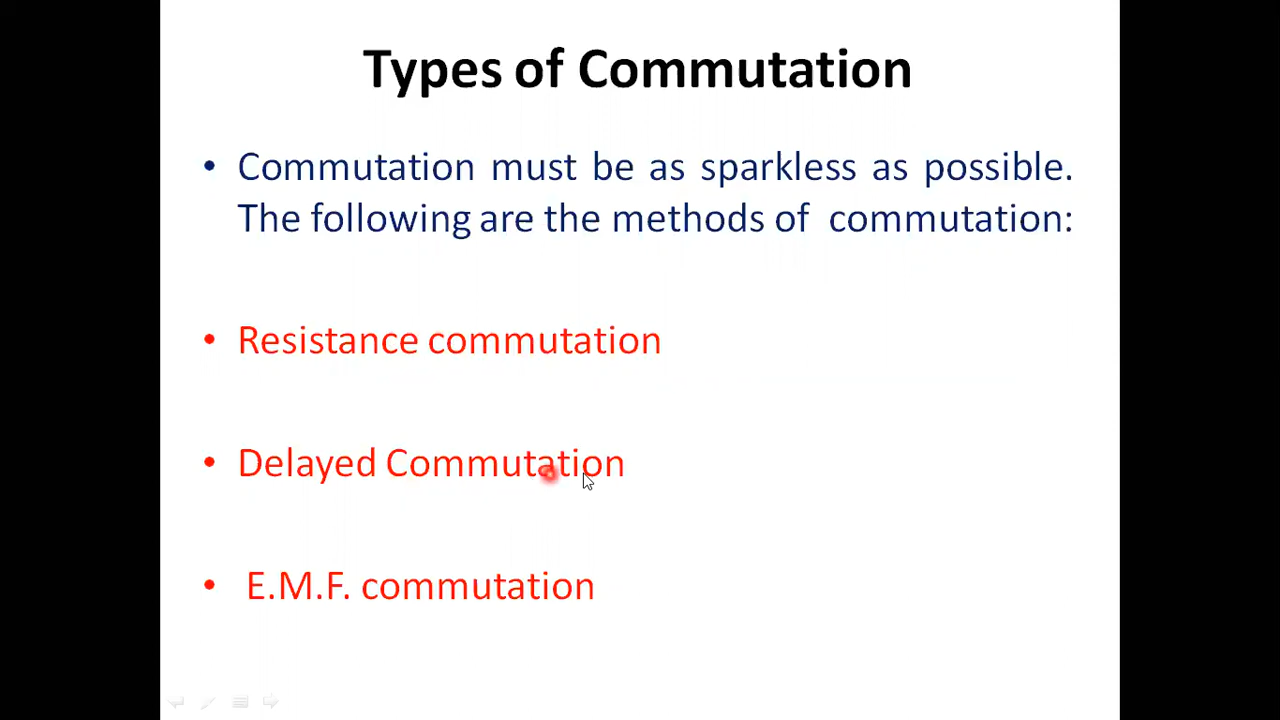 Types of Commutation
• Commutation must be as sparkless as possible.
The following are the methods of commutation:
• Resistance commutation
• Delayed Commutation
• E.M.F. commutation